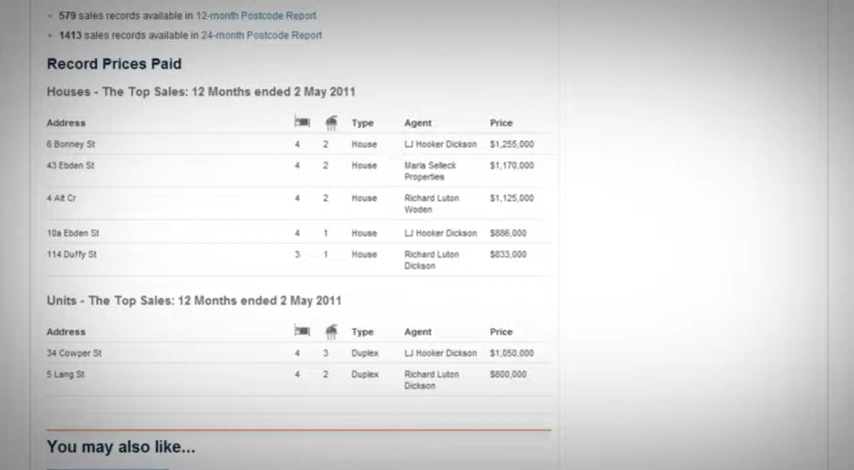 579 sales records available in 12-month Postcode Report
1413 sales records available in 24-month Postcode Report
Record Prices Paid
Houses - The Top Sales: 12 Months ended 2 May 2011
Address Type Agent Price
6 Bonney St 4 2 House LJ Hooker Dickson $1,255,000
43 Ebden St 4 2 House Maria Selleck Properties $1,170,000
4 Alt Cr 4 2 House Richard Luton Woden $1,125,000
10a Ebden St 4 1 House LJ Hooker Dickson $886,000
114 Duffy St 3 1 House Richard Luton Dickson $833,000
Units - The Top Sales: 12 Months ended 2 May 2011
Address Type Agent Price
34 Cowper St 4 3 Duplex LJ Hooker Dickson $1,050,000
5 Lang St 4 2 Duplex Richard Luton Dickson $800,000
You may also like...